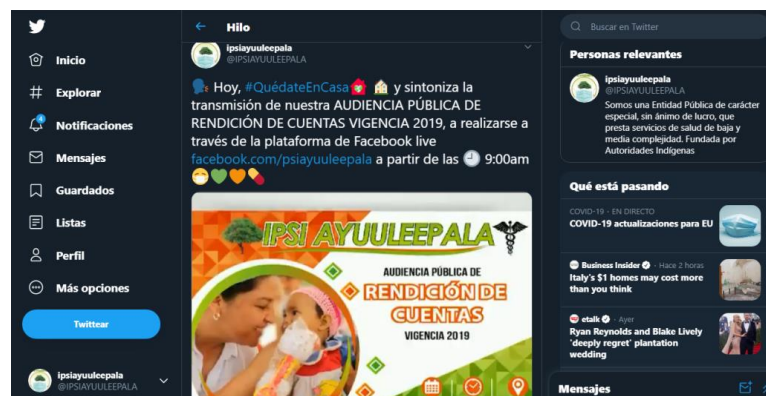 Inicio
Explorar
Notificaciones
Mensajes
Guardados
Listas
Perfil
Más opciones
Twittear
ipsiayuuleepala
@IPSIAYUULEEPALA
Hilo
ipsiayuuleepala
@IPSIAYUULEEPALA
Hoy, #QuédateEnCasa y sintoniza la
transmisión de nuestra AUDIENCIA PÚBLICA DE
RENDICIÓN DE CUENTAS VIGENCIA 2019, a realizarse a
través de la plataforma de Facebook live
facebook.com/psiayuuleepala a partir de las 9:00am
IPSI AYUULEEPALA
AUDIENCIA PÚBLICA DE
RENDICIÓN DE
CUENTAS
VIGENCIA 2019
Buscar en Twitter
Personas relevantes
ipsiayuuleepala
@IPSIAYUULEEPALA
Somos una Entidad Pública de carácter
especial, sin ánimo de lucro, que
presta servicios de salud de baja y
media complejidad. Fundada por
Autoridades Indígenas
Qué está pasando
COVID-19 · EN DIRECTO
COVID-19 actualizaciones para EU
Business Insider · Hace 2 horas
Italy's $1 homes may cost more
than you think
etalk · Ayer
Ryan Reynolds and Blake Lively
'deeply regret' plantation
wedding
Mensajes